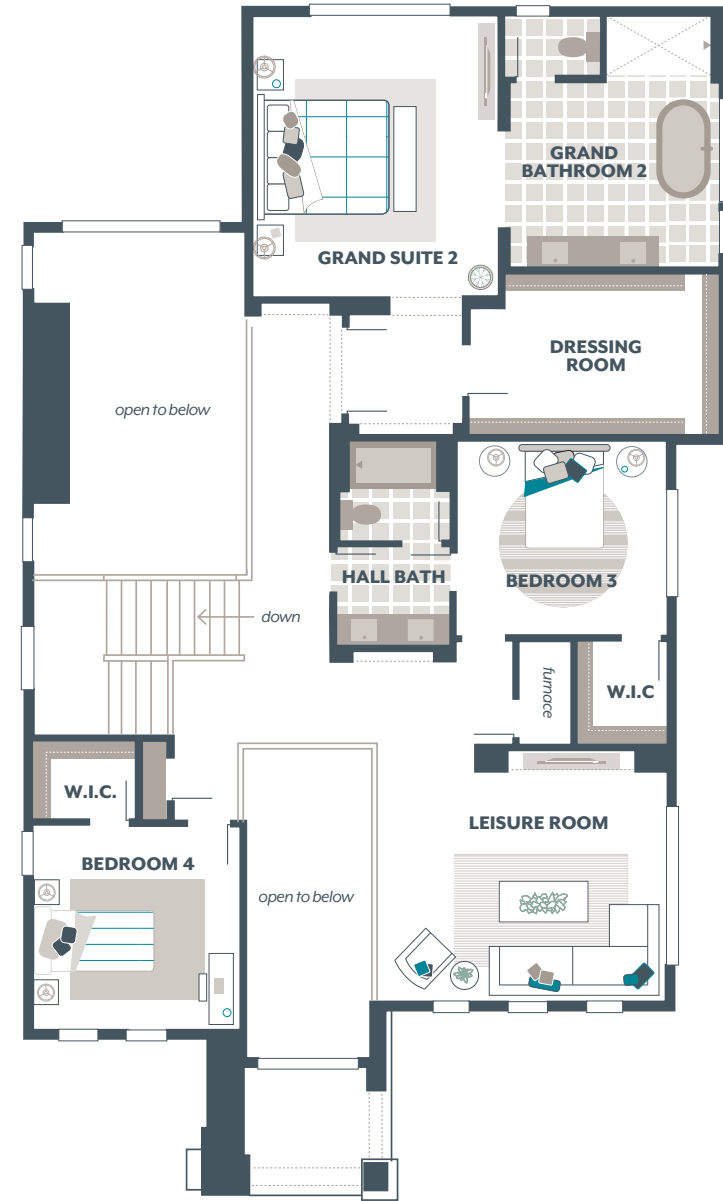 GRAND
BATHROOM 2
GRAND SUITE 2
DRESSING
ROOM
open to below
HALL BATH
BEDROOM 3
down
furnace
W.I.C
W.I.C.
LEISURE ROOM
BEDROOM 4
open to below